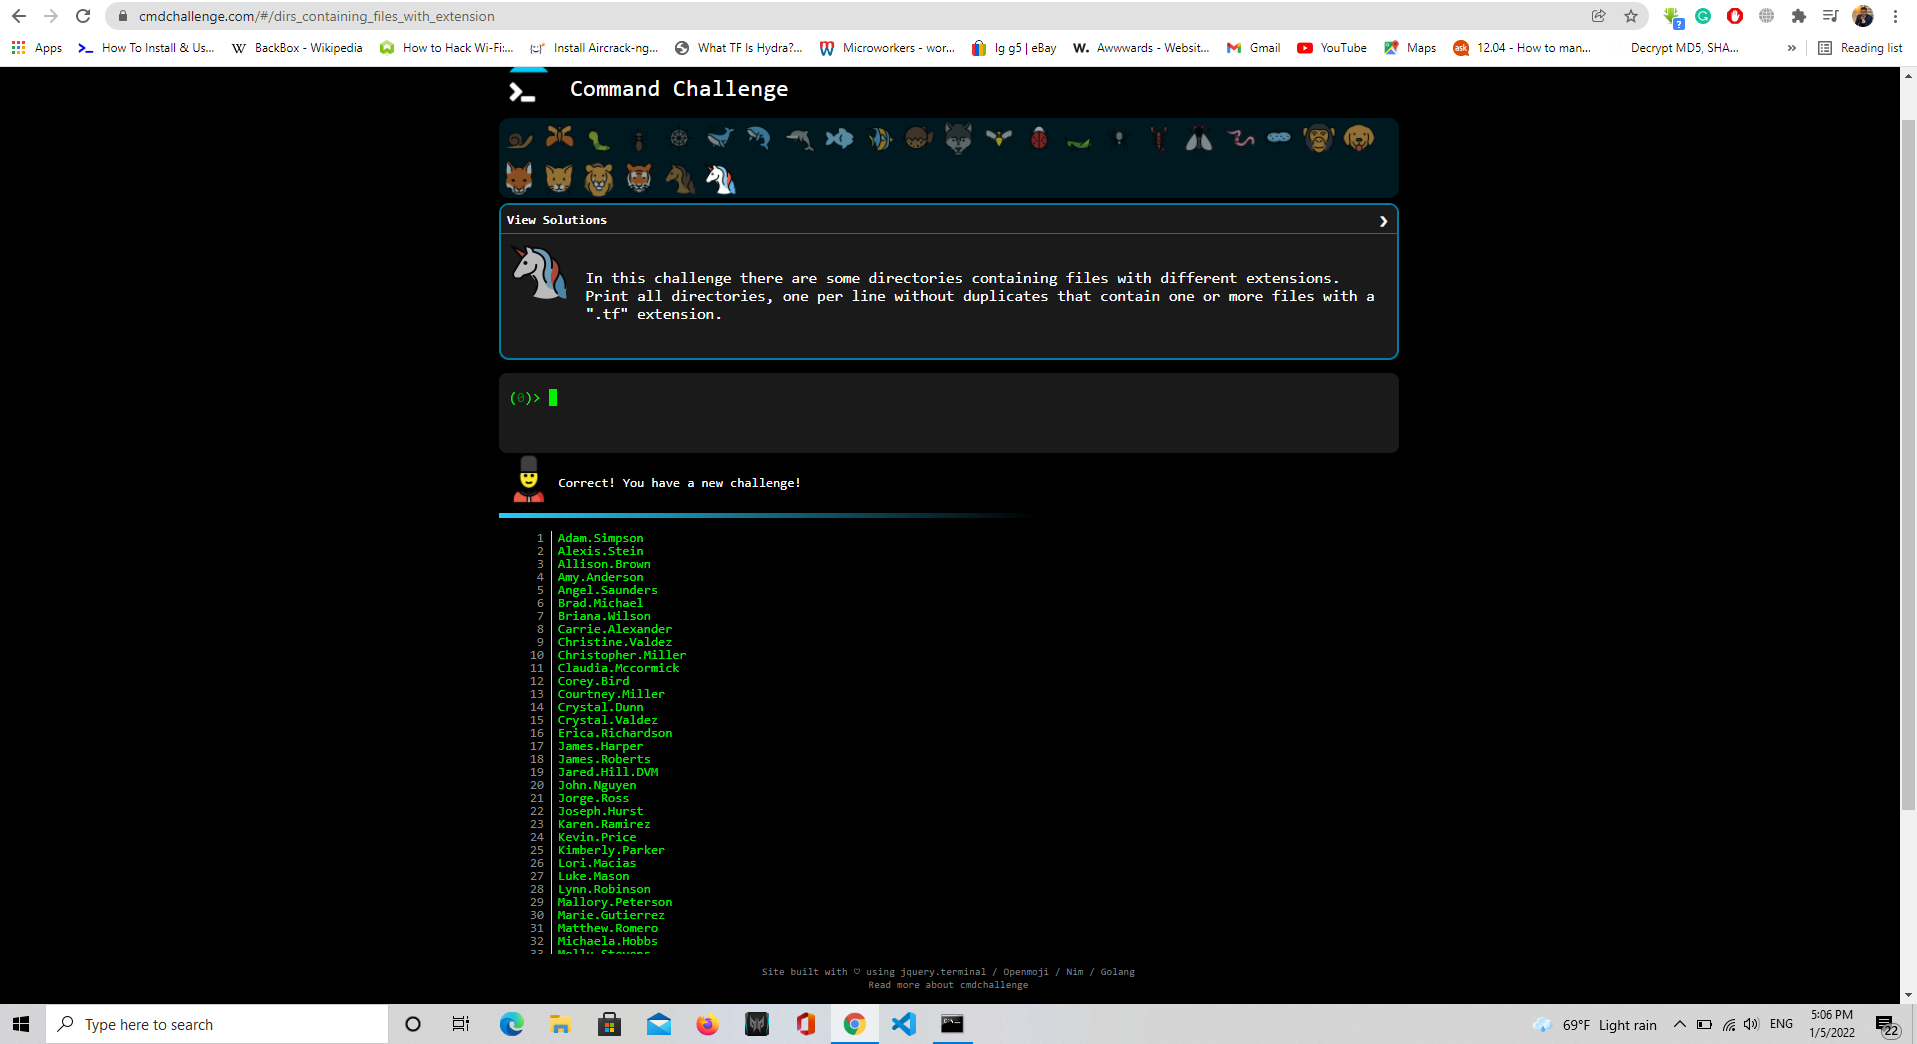 cmdchallenge.com/#/dirs_containing_files_with_extension
?
Apps How To Install & Us... BackBox - Wikipedia How to Hack Wi-Fi:... Install Aircrack-ng... What TF Is Hydra?... Microworkers - wor... lg g5 | eBay W. Awwwards - Websit... Gmail YouTube Maps ask 12.04 - How to man... Decrypt MD5, SHA... » Reading list
Command Challenge
View Solutions
In this challenge there are some directories containing files with different extensions.
Print all directories, one per line without duplicates that contain one or more files with a
".tf" extension.
(0)>
Correct! You have a new challenge!
1 Adam.Simpson
2 Alexis.Stein
3 Allison.Brown
4 Amy.Anderson
5 Angel.Saunders
6 Brad.Michael
7 Briana.Wilson
8 Carrie.Alexander
9 Christine.Valdez
10 Christopher.Miller
11 Claudia.Mccormick
12 Corey.Bird
13 Courtney.Miller
14 Crystal.Dunn
15 Crystal.Valdez
16 Erica.Richardson
17 James.Harper
18 James.Roberts
19 Jared.Hill.DVM
20 John.Nguyen
21 Jorge.Ross
22 Joseph.Hurst
23 Karen.Ramirez
24 Kevin.Price
25 Kimberly.Parker
26 Lori.Macias
27 Luke.Mason
28 Lynn.Robinson
29 Mallory.Peterson
30 Marie.Gutierrez
31 Matthew.Romero
32 Michaela.Hobbs
33 Molly.Stevens
Site built with ♡ using jquery.terminal / Openmoji / Nim / Golang
Read more about cmdchallenge
Type here to search
69°F Light rain
ENG
5:06 PM
1/5/2022
22